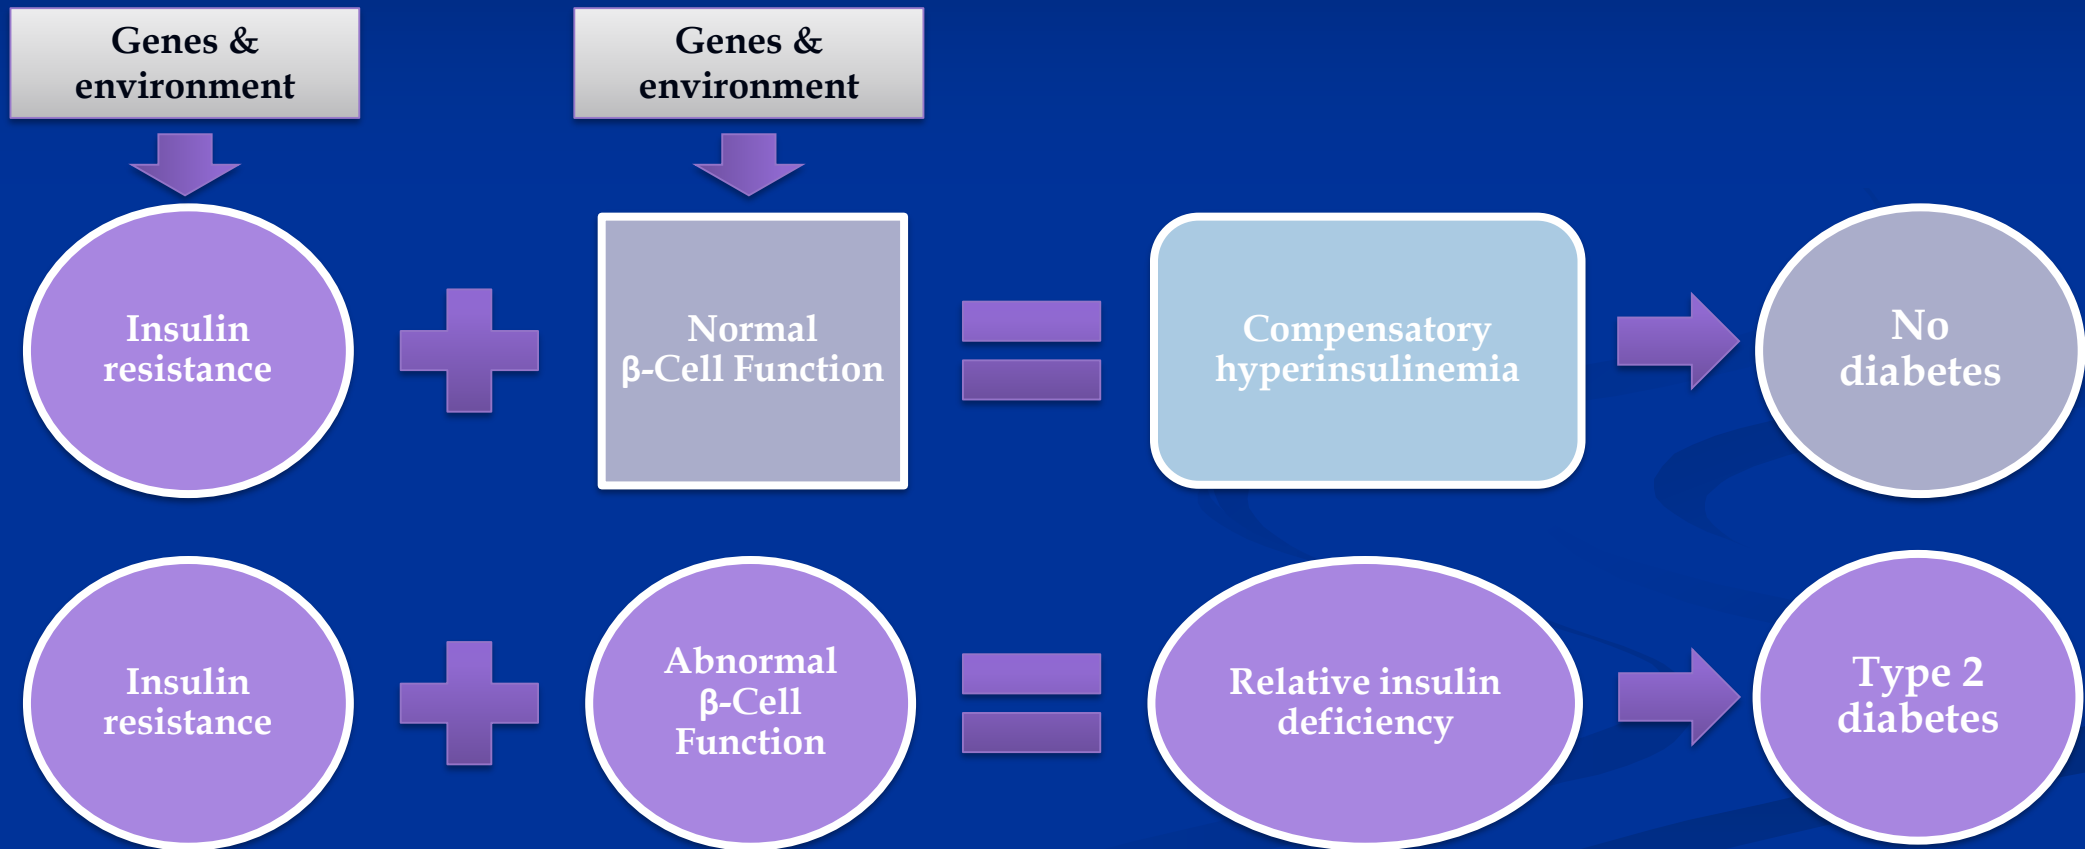 Genes &
environment
Genes &
environment
Insulin
resistance
Normal
β-Cell Function
Compensatory
hyperinsulinemia
No
diabetes
Insulin
resistance
Abnormal
β-Cell
Function
Relative insulin
deficiency
Type 2
diabetes